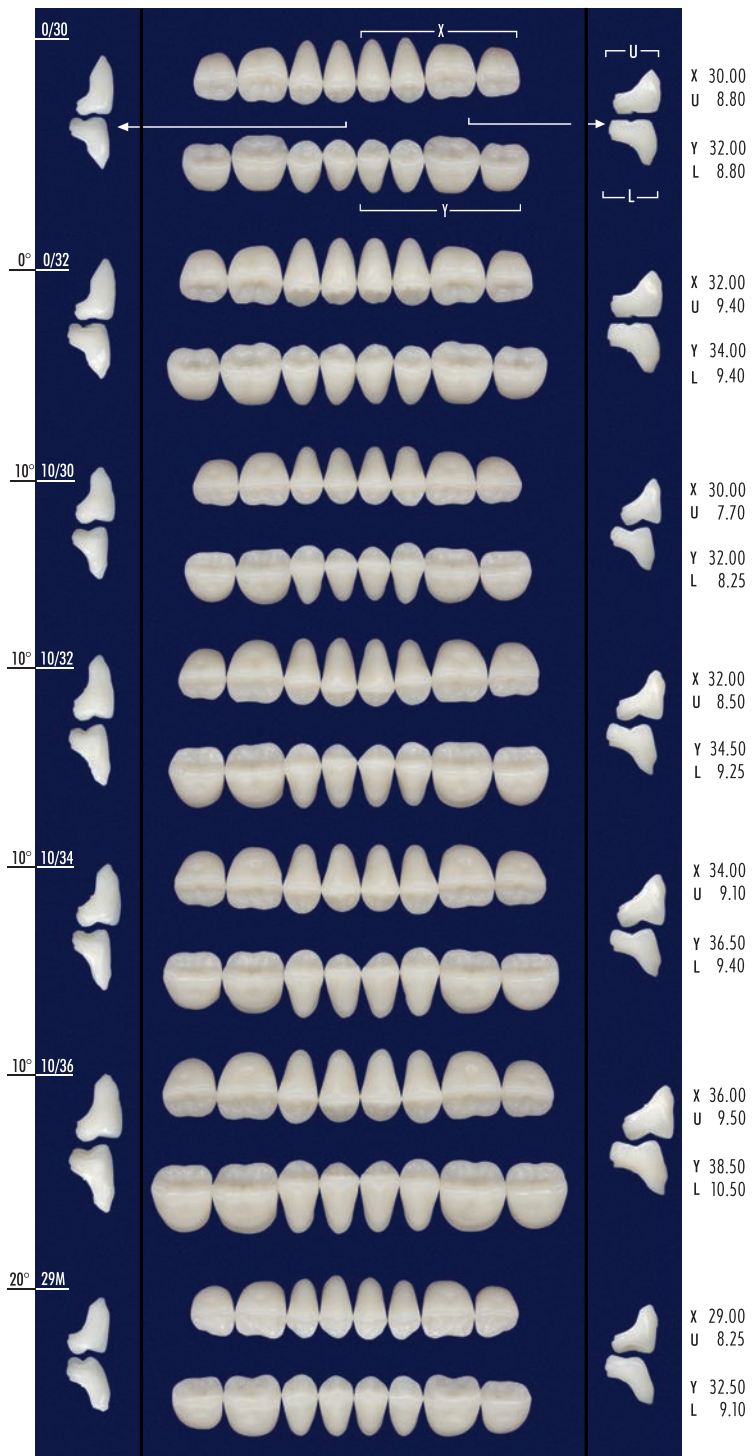 0/30
X
U
X 30.00
U 8.80
Y 32.00
L 8.80
L
Y
0° 0/32
X 32.00
U 9.40
Y 34.00
L 9.40
10° 10/30
X 30.00
U 7.70
Y 32.00
L 8.25
10° 10/32
X 32.00
U 8.50
Y 34.50
L 9.25
10° 10/34
X 34.00
U 9.10
Y 36.50
L 9.40
10° 10/36
X 36.00
U 9.50
Y 38.50
L 10.50
20° 29M
X 29.00
U 8.25
Y 32.50
L 9.10